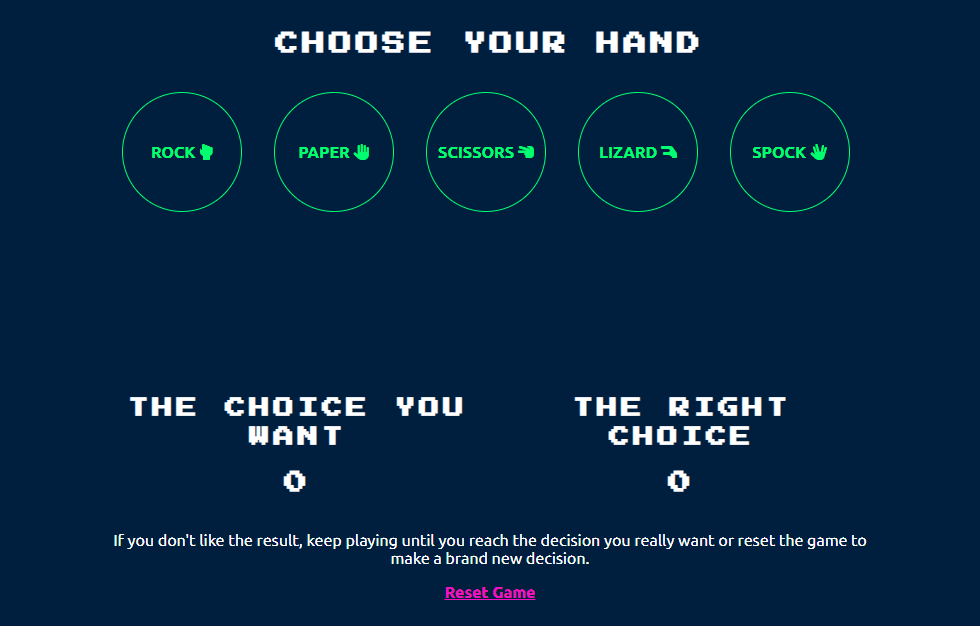 CHOOSE YOUR HAND
ROCK
PAPER
SCISSORS
LIZARD
SPOCK
THE CHOICE YOU
WANT
THE RIGHT
CHOICE
0
0
If you don't like the result, keep playing until you reach the decision you really want or reset the game to
make a brand new decision.
Reset Game